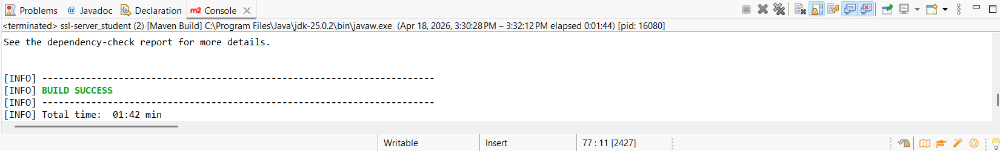 Problems @ Javadoc Declaration m2 Console
<terminated> ssl-server_student (2) [Maven Build] C:\Program Files\Java\jdk-25.0.2\bin\javaw.exe (Apr 18, 2026, 3:30:28 PM – 3:32:12 PM elapsed 0:01:44) [pid: 16080]
See the dependency-check report for more details.
[INFO] ------------------------------------------------------------------------
[INFO] BUILD SUCCESS
[INFO] ------------------------------------------------------------------------
[INFO] Total time:  01:42 min
Writable Insert 77 : 11 [2427]